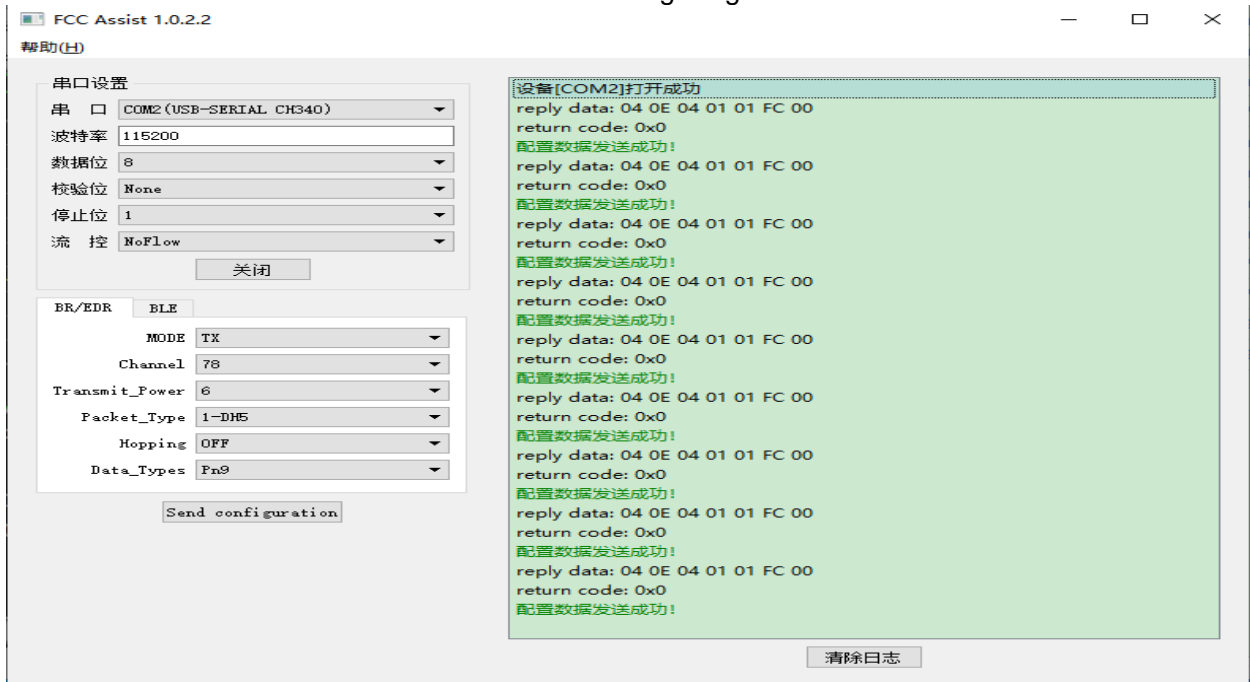 FCC Assist 1.0.2.2
帮助(H)
串口设置
串 口 COM2(USB-SERIAL CH340)
波特率 115200
数据位 8
校验位 None
停止位 1
流 控 NoFlow
关闭
BR/EDR BLE
MODE TX
Channel 78
Transmit_Power 6
Packet_Type 1-DH5
Hopping OFF
Data_Types Pn9
Send configuration
设备[COM2]打开成功
reply data: 04 0E 04 01 01 FC 00
return code: 0x0
配置数据发送成功!
reply data: 04 0E 04 01 01 FC 00
return code: 0x0
配置数据发送成功!
reply data: 04 0E 04 01 01 FC 00
return code: 0x0
配置数据发送成功!
reply data: 04 0E 04 01 01 FC 00
return code: 0x0
配置数据发送成功!
reply data: 04 0E 04 01 01 FC 00
return code: 0x0
配置数据发送成功!
reply data: 04 0E 04 01 01 FC 00
return code: 0x0
配置数据发送成功!
reply data: 04 0E 04 01 01 FC 00
return code: 0x0
配置数据发送成功!
reply data: 04 0E 04 01 01 FC 00
return code: 0x0
配置数据发送成功!
reply data: 04 0E 04 01 01 FC 00
return code: 0x0
配置数据发送成功!
清除日志